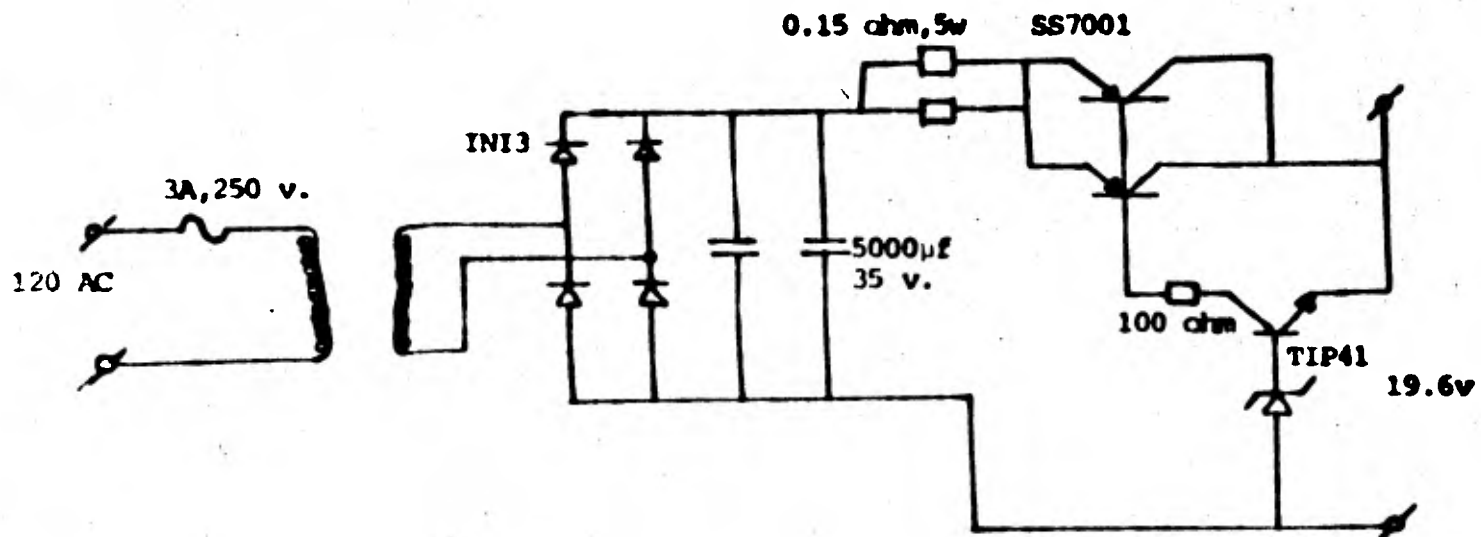 0.15 ohm,5w
SS7001
INI3
3A,250 v.
120 AC
5000µf
35 v.
100 ohm
TIP41
19.6v